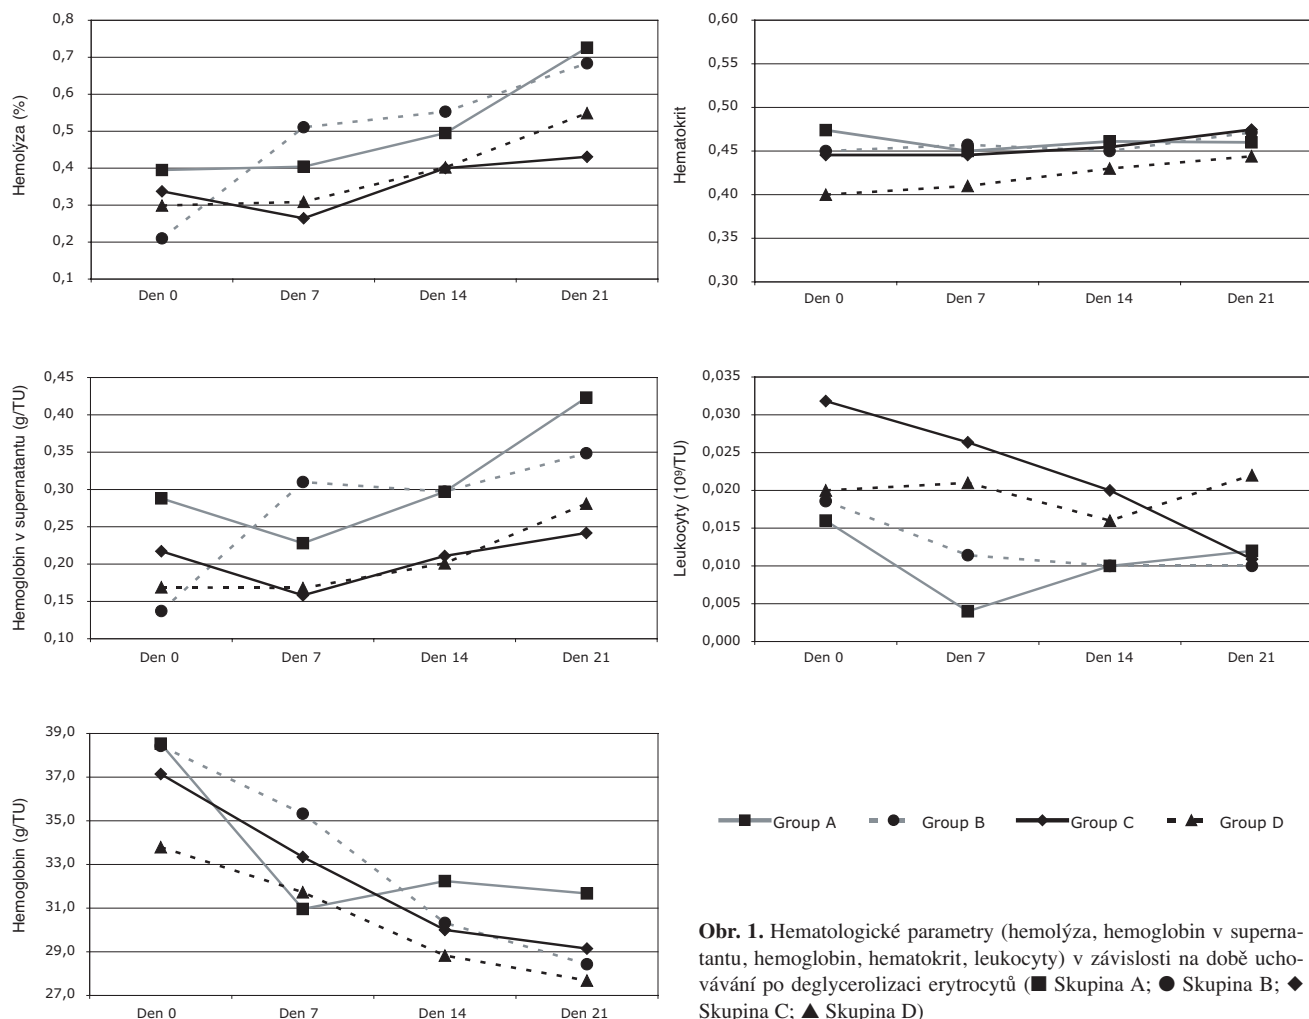 0,8
0,7
0,6
0,5
0,4
0,3
0,2
0,1
Hemolýza (%)
Den 0 Den 7 Den 14 Den 21
0,60
0,55
0,50
0,45
0,40
0,35
0,30
Hematokrit
Den 0 Den 7 Den 14 Den 21
0,45
0,40
0,35
0,30
0,25
0,20
0,15
0,10
Hemoglobin v supernatantu (g/TU)
Den 0 Den 7 Den 14 Den 21
0,035
0,030
0,025
0,020
0,015
0,010
0,005
0,000
Leukocyty (10⁹/TU)
Den 0 Den 7 Den 14 Den 21
39,0
37,0
35,0
33,0
31,0
29,0
27,0
Hemoglobin (g/TU)
Den 0 Den 7 Den 14 Den 21
Group A Group B Group C Group D
Obr. 1. Hematologické parametry (hemolýza, hemoglobin v superna-
tantu, hemoglobin, hematokrit, leukocyty) v závislosti na době ucho-
vávání po deglycerolizaci erytrocytů (■ Skupina A; ● Skupina B; ◆
Skupina C; ▲ Skupina D)